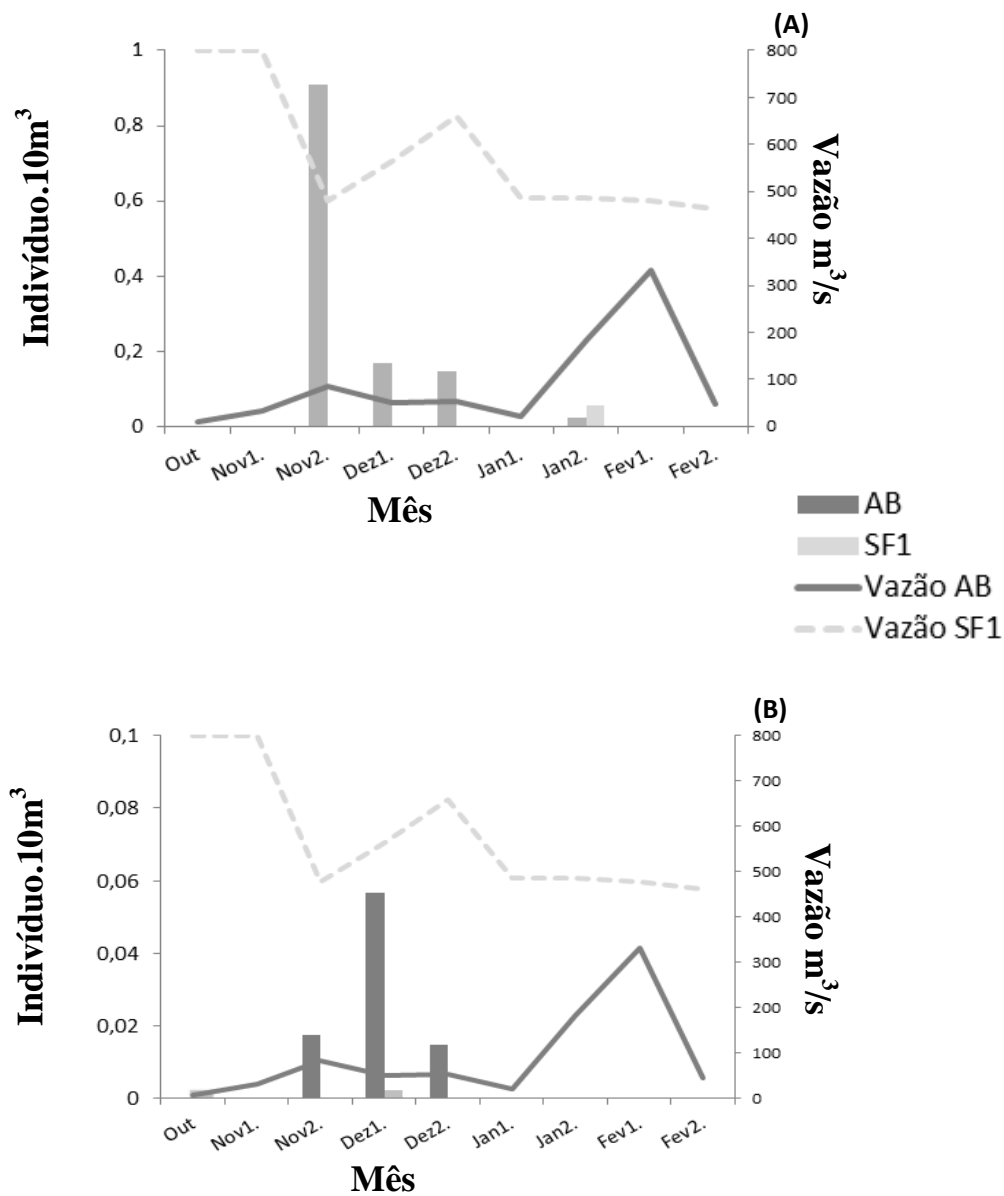 (A)
Indivíduo.10m³
1
0,8
0,6
0,4
0,2
0
800
700
600
500
400
300
200
100
0
Vazão m³/s
Out Nov1. Nov2. Dez1. Dez2. Jan1. Jan2. Fev1. Fev2.
Mês
AB
SF1
Vazão AB
Vazão SF1
(B)
Indivíduo.10m³
0,1
0,08
0,06
0,04
0,02
0
800
700
600
500
400
300
200
100
0
Vazão m³/s
Out Nov1. Nov2. Dez1. Dez2. Jan1. Jan2. Fev1. Fev2.
Mês